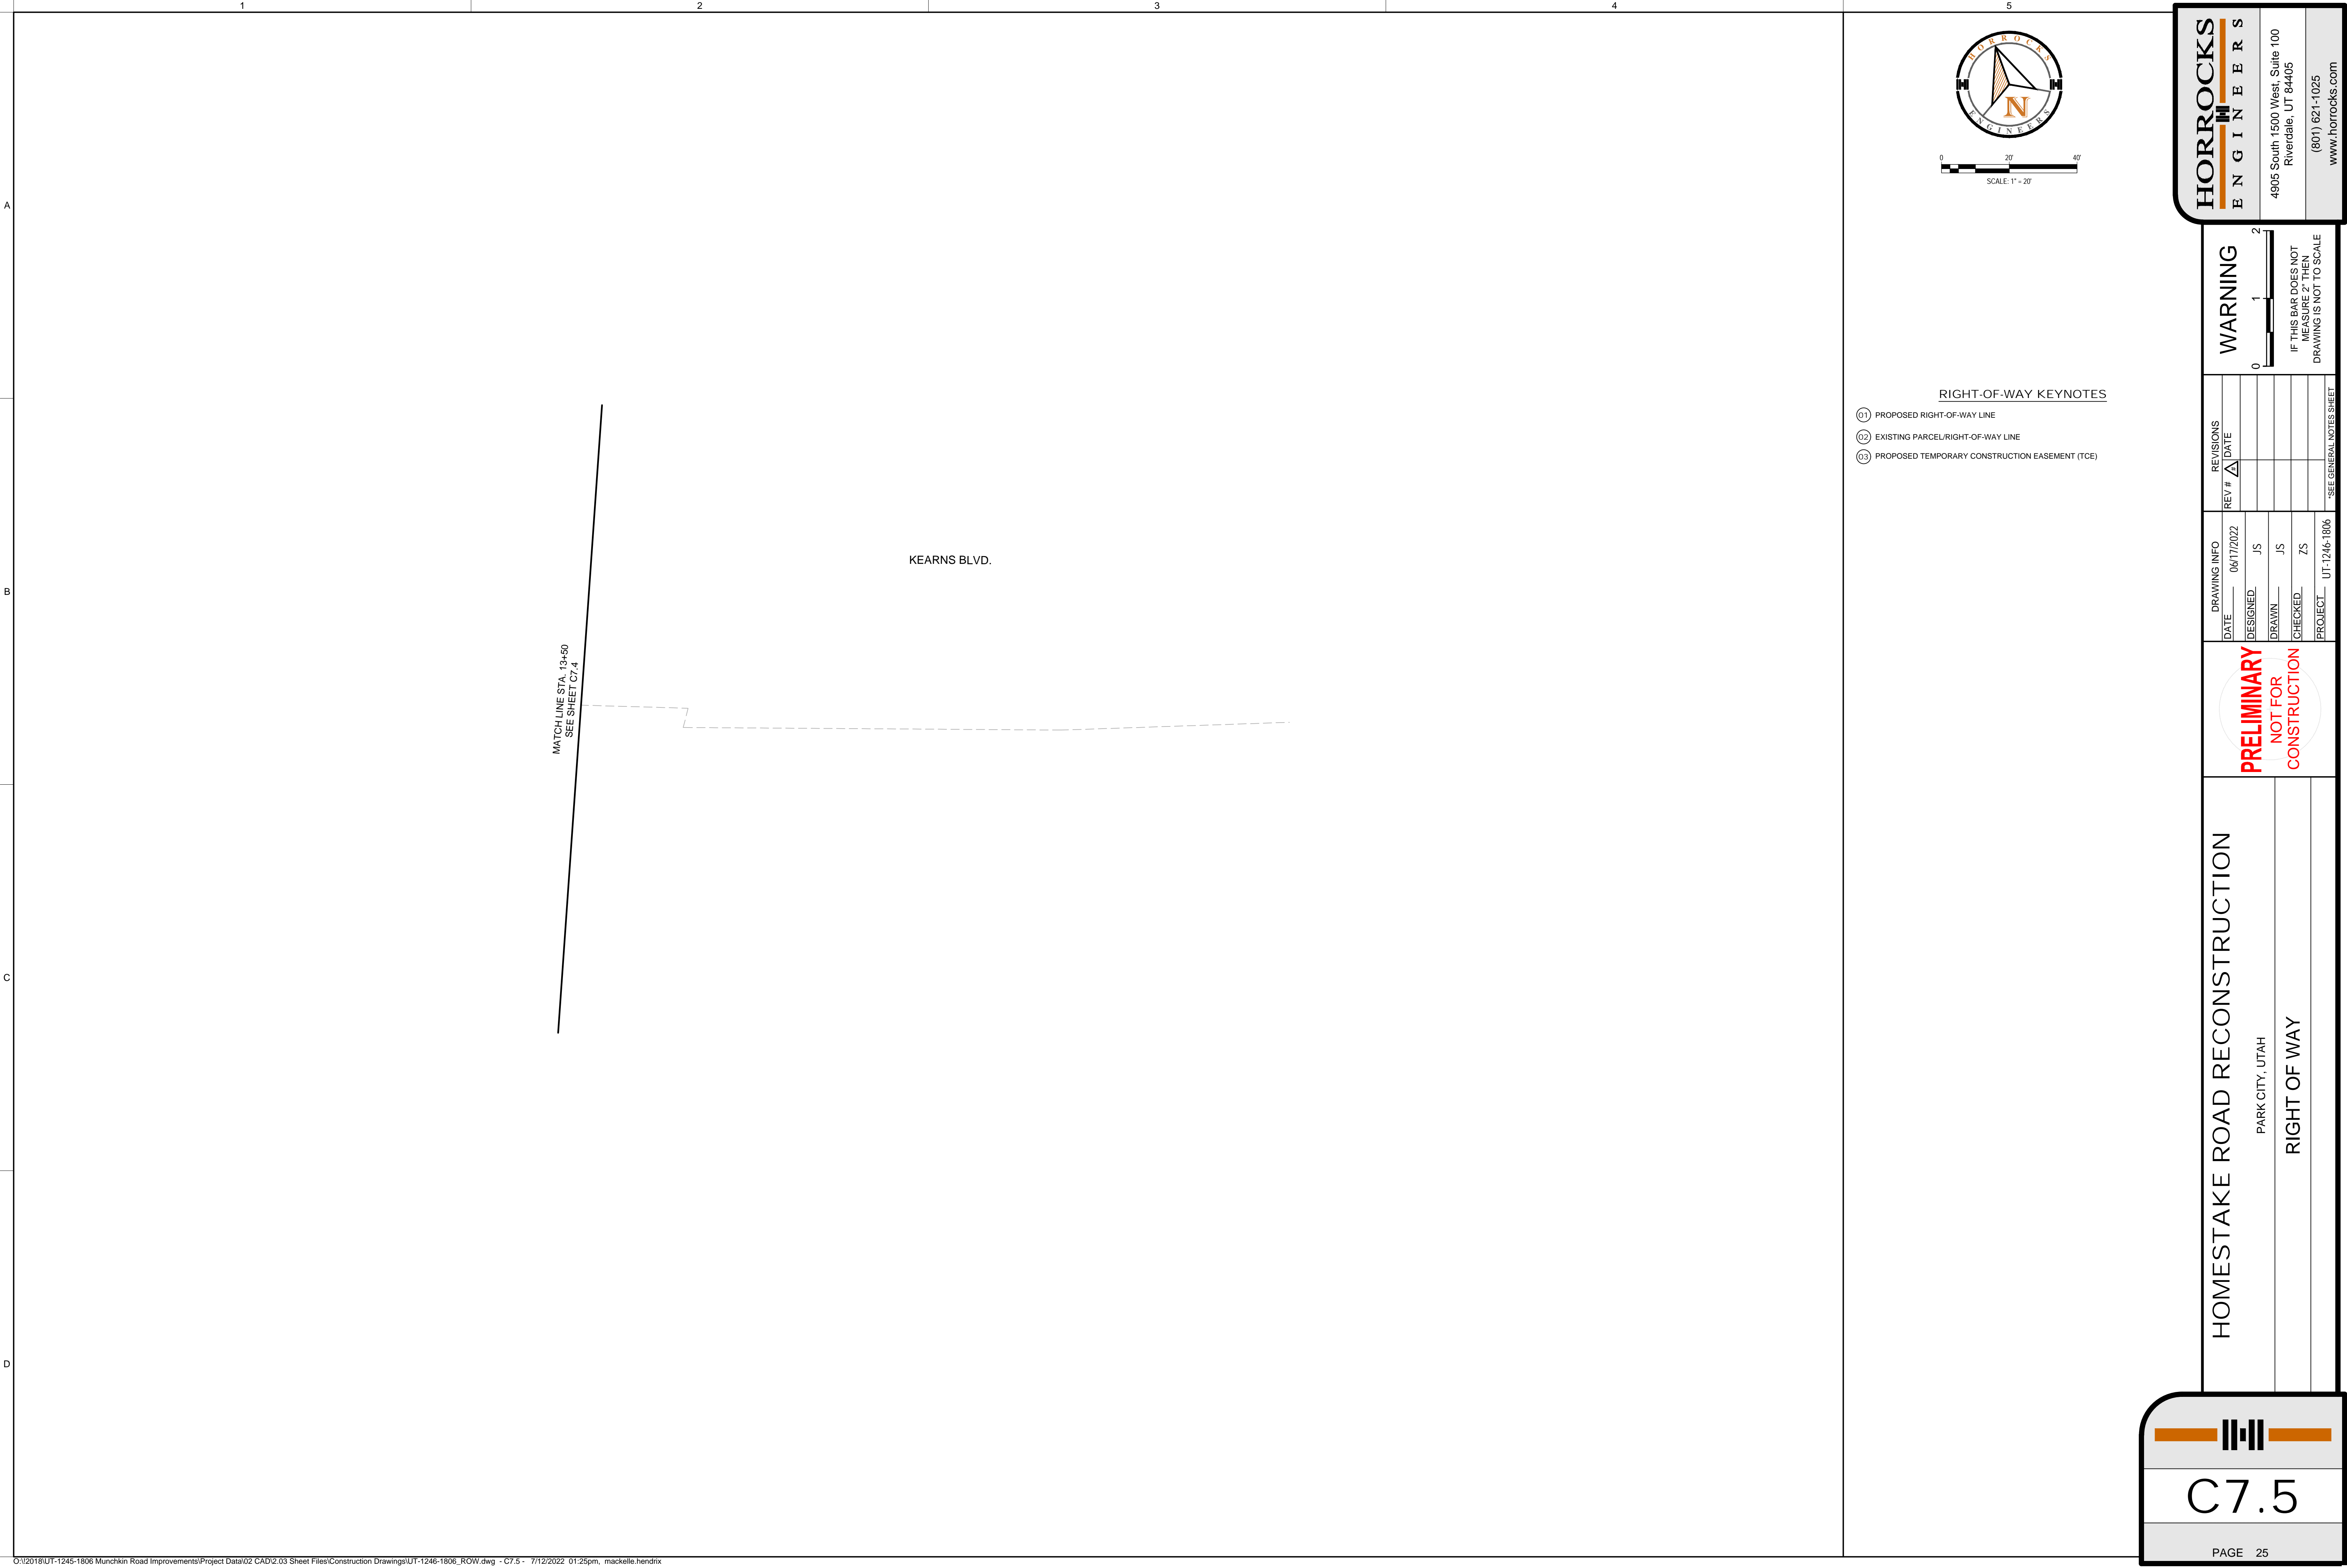 1
2
3
4
5
A
B
C
D
MATCH LINE STA. 13+50
SEE SHEET C7.4
KEARNS BLVD.
HORROCKS
ENGINEERS
N
0 20' 40'
SCALE: 1" = 20'
RIGHT-OF-WAY KEYNOTES
01 PROPOSED RIGHT-OF-WAY LINE
02 EXISTING PARCEL/RIGHT-OF-WAY LINE
03 PROPOSED TEMPORARY CONSTRUCTION EASEMENT (TCE)
HORROCKS
ENGINEERS
4905 South 1500 West, Suite 100
Riverdale, UT 84405
(801) 621-1025
www.horrocks.com
WARNING
0 1 2
IF THIS BAR DOES NOT
MEASURE 2" THEN
DRAWING IS NOT TO SCALE
REVISIONS
REV # DATE
*SEE GENERAL NOTES SHEET
DRAWING INFO
DATE 06/17/2022
DESIGNED JS
DRAWN JS
CHECKED ZS
PROJECT UT-1246-1806
PRELIMINARY
NOT FOR
CONSTRUCTION
HOMESTAKE ROAD RECONSTRUCTION
PARK CITY, UTAH
RIGHT OF WAY
C7.5
PAGE 25
O:\!2018\UT-1245-1806 Munchkin Road Improvements\Project Data\02 CAD\2.03 Sheet Files\Construction Drawings\UT-1246-1806_ROW.dwg - C7.5 - 7/12/2022 01:25pm, mackelle.hendrix